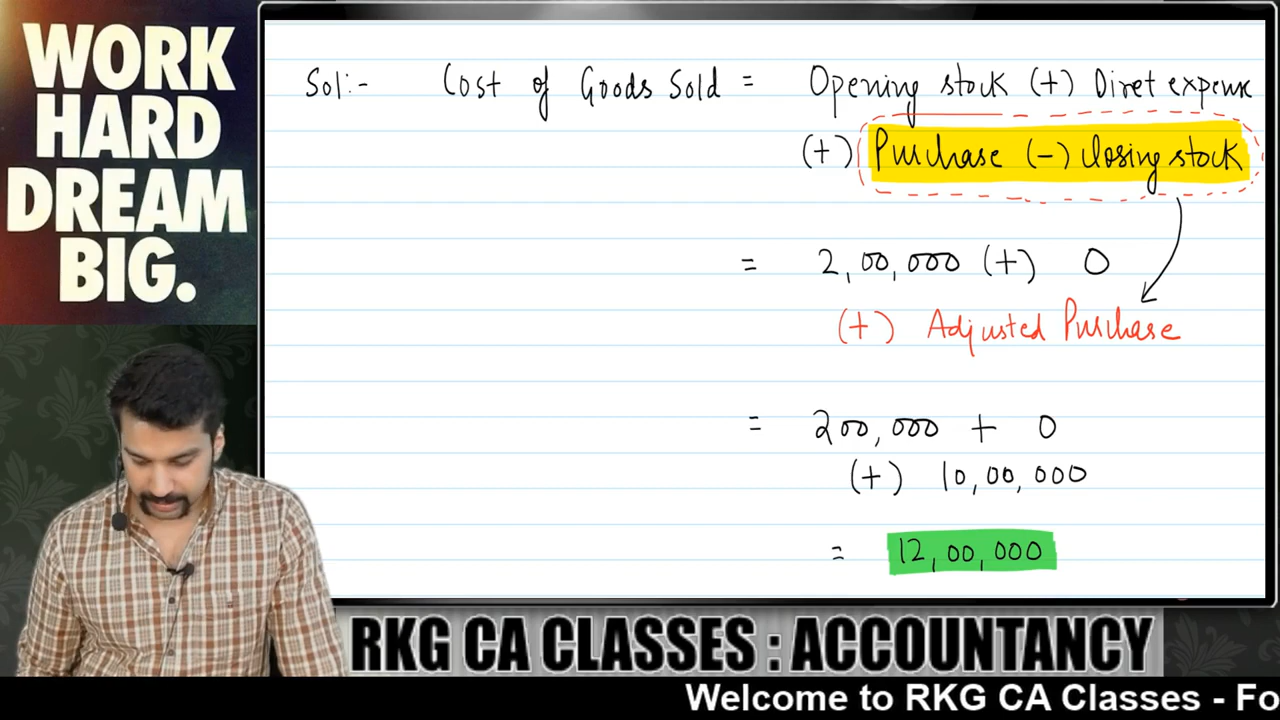 WORK
HARD
DREAM
BIG.
Sol:- Cost of Goods Sold = Opening stock (+) Diret expense
(+) Purchase (-) closing stock
= 2,00,000 (+) 0
(+) Adjusted Purchase
= 200,000 + 0
(+) 10,00,000
= 12,00,000
RKG CA CLASSES : ACCOUNTANCY
Welcome to RKG CA Classes - Fo